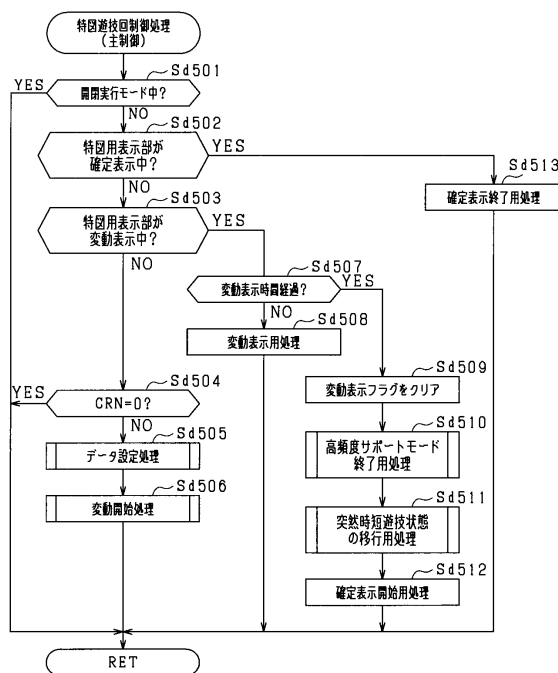 特図遊技回制御処理
(主制御)
Sd501
YES
開閉実行モード中?
NO
Sd502
特図用表示部が
確定表示中?
YES
NO
Sd513
確定表示終了用処理
Sd503
特図用表示部が
変動表示中?
YES
NO
Sd507
変動表示時間経過?
YES
NO
Sd508
変動表示用処理
Sd509
変動表示フラグをクリア
Sd504
YES
CRN=0?
NO
Sd510
高頻度サポートモード
終了用処理
Sd505
データ設定処理
Sd506
変動開始処理
Sd511
突然時短遊技状態
の移行用処理
Sd512
確定表示開始用処理
RET